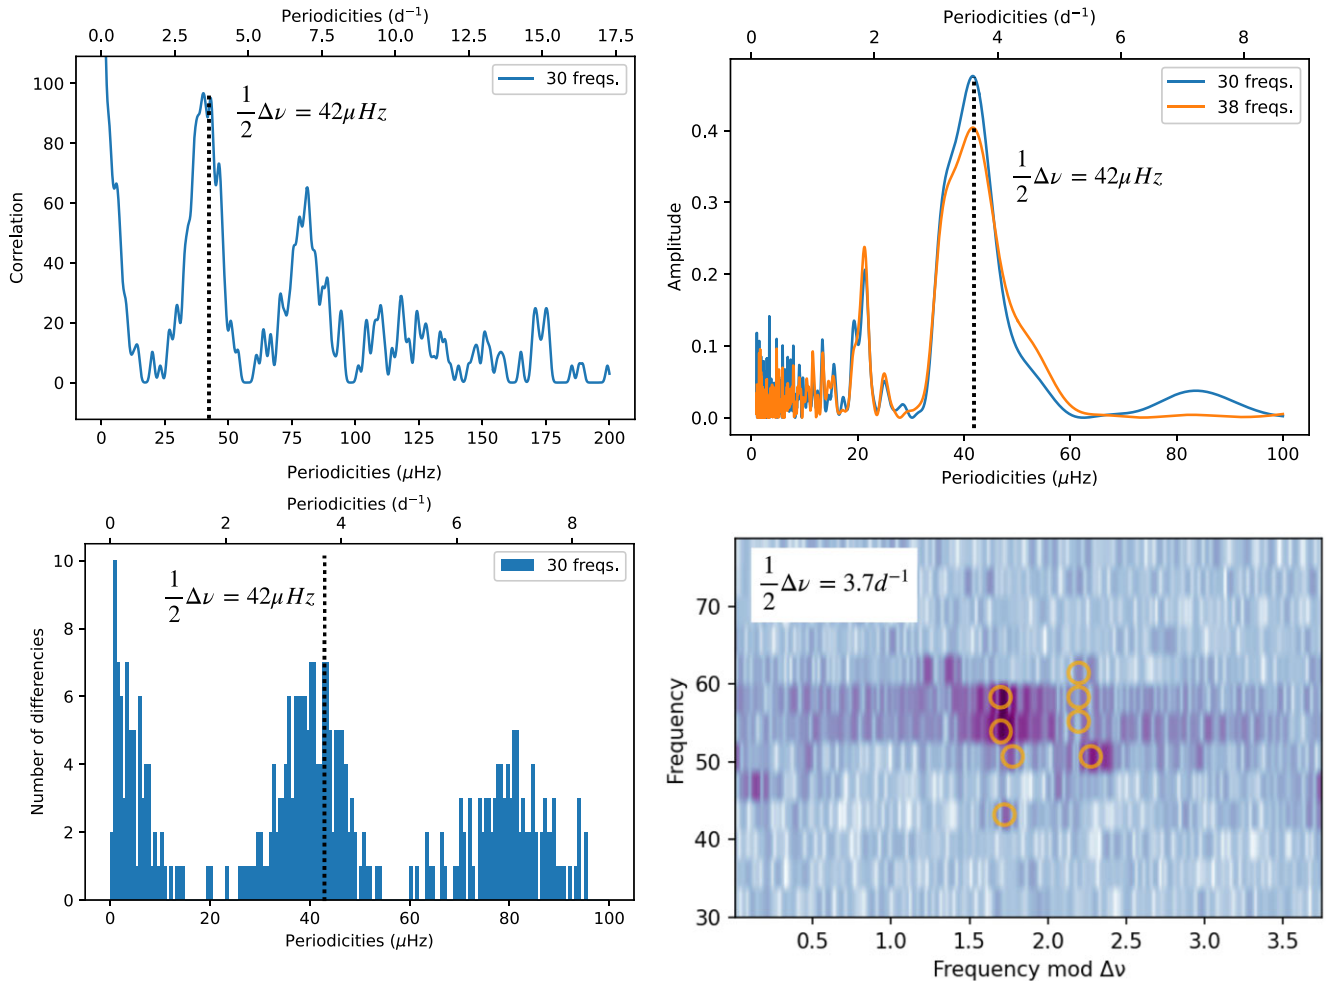 Periodicities (d⁻¹)
0.0 2.5 5.0 7.5 10.0 12.5 15.0 17.5
100
80
60
40
20
0
Correlation
30 freqs.
1/2 Δν = 42μHz
0 25 50 75 100 125 150 175 200
Periodicities (μHz)
Periodicities (d⁻¹)
0 2 4 6 8
0.4
0.3
0.2
0.1
0.0
Amplitude
30 freqs.
38 freqs.
1/2 Δν = 42μHz
0 20 40 60 80 100
Periodicities (μHz)
Periodicities (d⁻¹)
0 2 4 6 8
10
8
6
4
2
0
Number of differencies
30 freqs.
1/2 Δν = 42μHz
0 20 40 60 80 100
Periodicities (μHz)
1/2 Δν = 3.7d⁻¹
70
60
50
40
30
Frequency
0.5 1.0 1.5 2.0 2.5 3.0 3.5
Frequency mod Δν